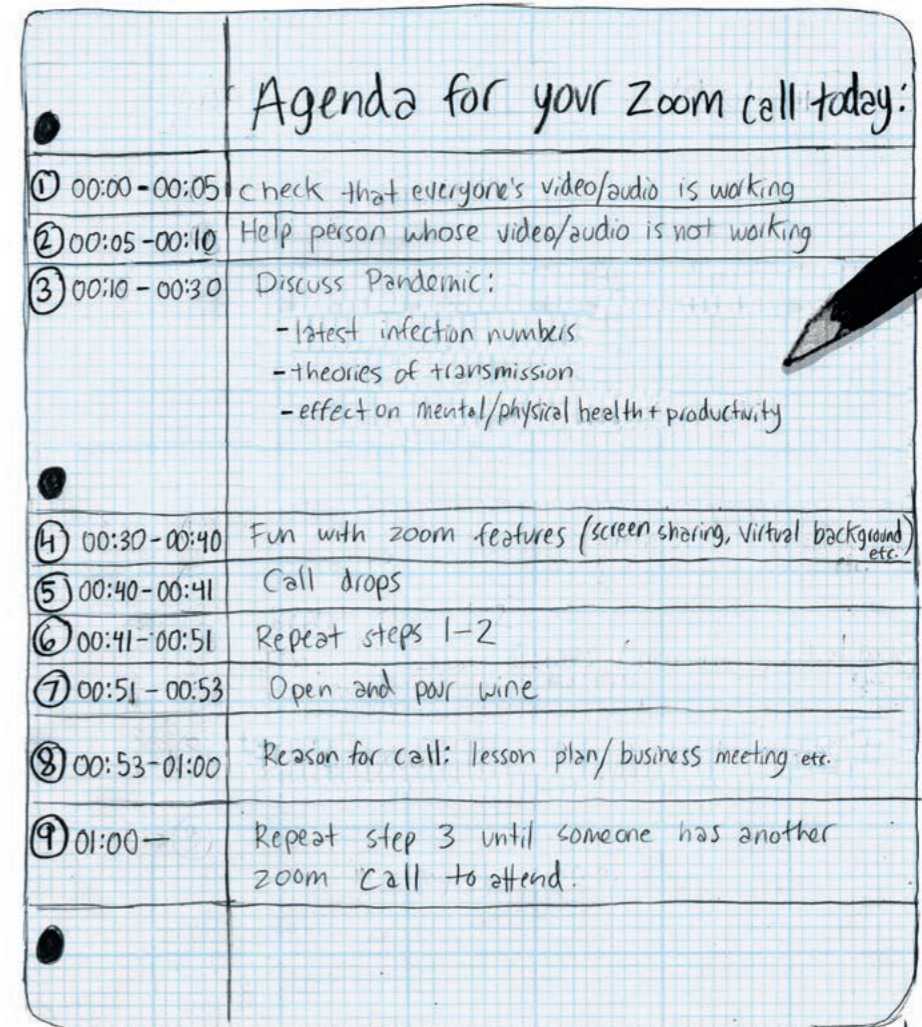 Agenda for your Zoom call today:
① 00:00 - 00:05 check that everyone's video/audio is working
② 00:05 - 00:10 Help person whose video/audio is not working
③ 00:10 - 00:30 Discuss Pandemic:
- latest infection numbers
- theories of transmission
- effect on mental/physical health + productivity
④ 00:30 - 00:40 Fun with zoom features (screen sharing, Virtual background etc.)
⑤ 00:40 - 00:41 Call drops
⑥ 00:41 - 00:51 Repeat steps 1-2
⑦ 00:51 - 00:53 Open and pour wine
⑧ 00:53 - 01:00 Reason for call: lesson plan/ business meeting etc.
⑨ 01:00 — Repeat step 3 until someone has another
zoom call to attend.